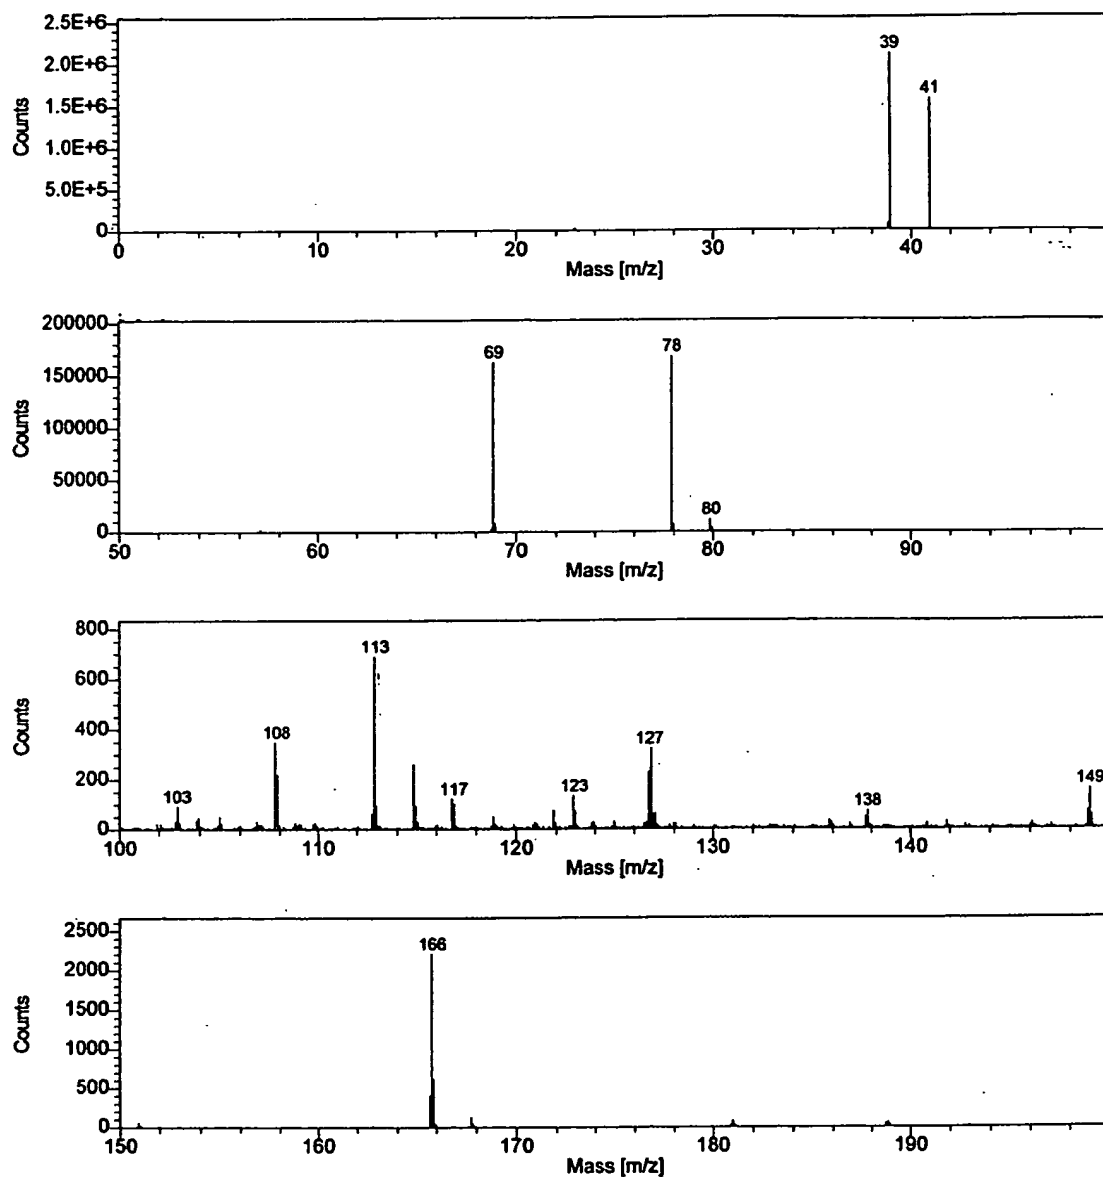 2.5E+6
2.0E+6
1.5E+6
1.0E+6
5.0E+5
0
Counts
39
41
0 10 20 30 40
Mass [m/z]
200000
150000
100000
50000
0
Counts
69
78
80
50 60 70 80 90
Mass [m/z]
800
600
400
200
0
Counts
103
108
113
117
123
127
138
149
100 110 120 130 140
Mass [m/z]
2500
2000
1500
1000
500
0
Counts
166
150 160 170 180 190
Mass [m/z]